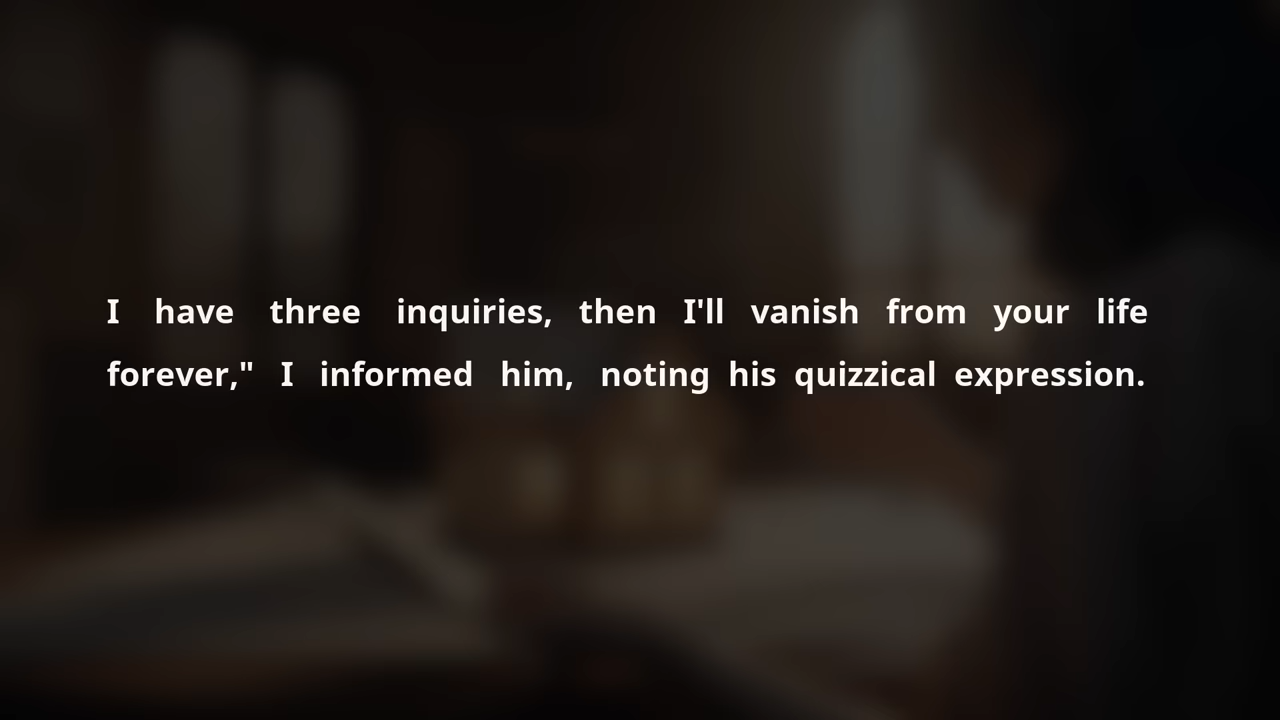 I have three inquiries, then I'll vanish from your life
forever," I informed him, noting his quizzical expression.